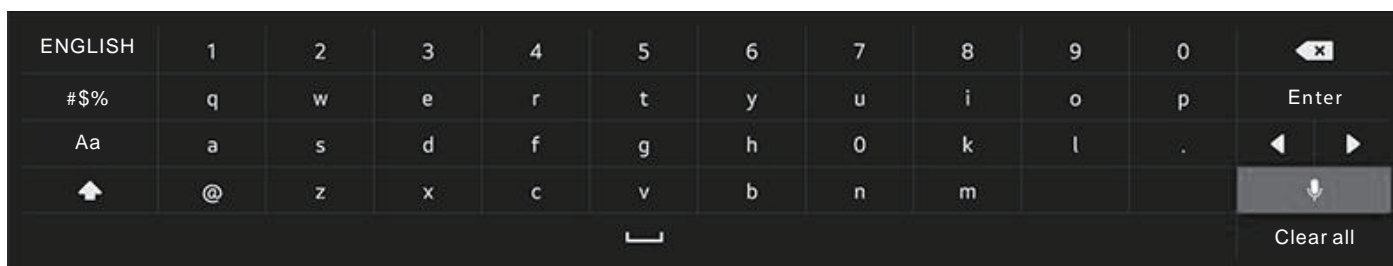 ENGLISH 1 2 3 4 5 6 7 8 9 0
#$% q w e r t y u i o p Enter
Aa a s d f g h 0 k l .
@ z x c v b n m
Clear all